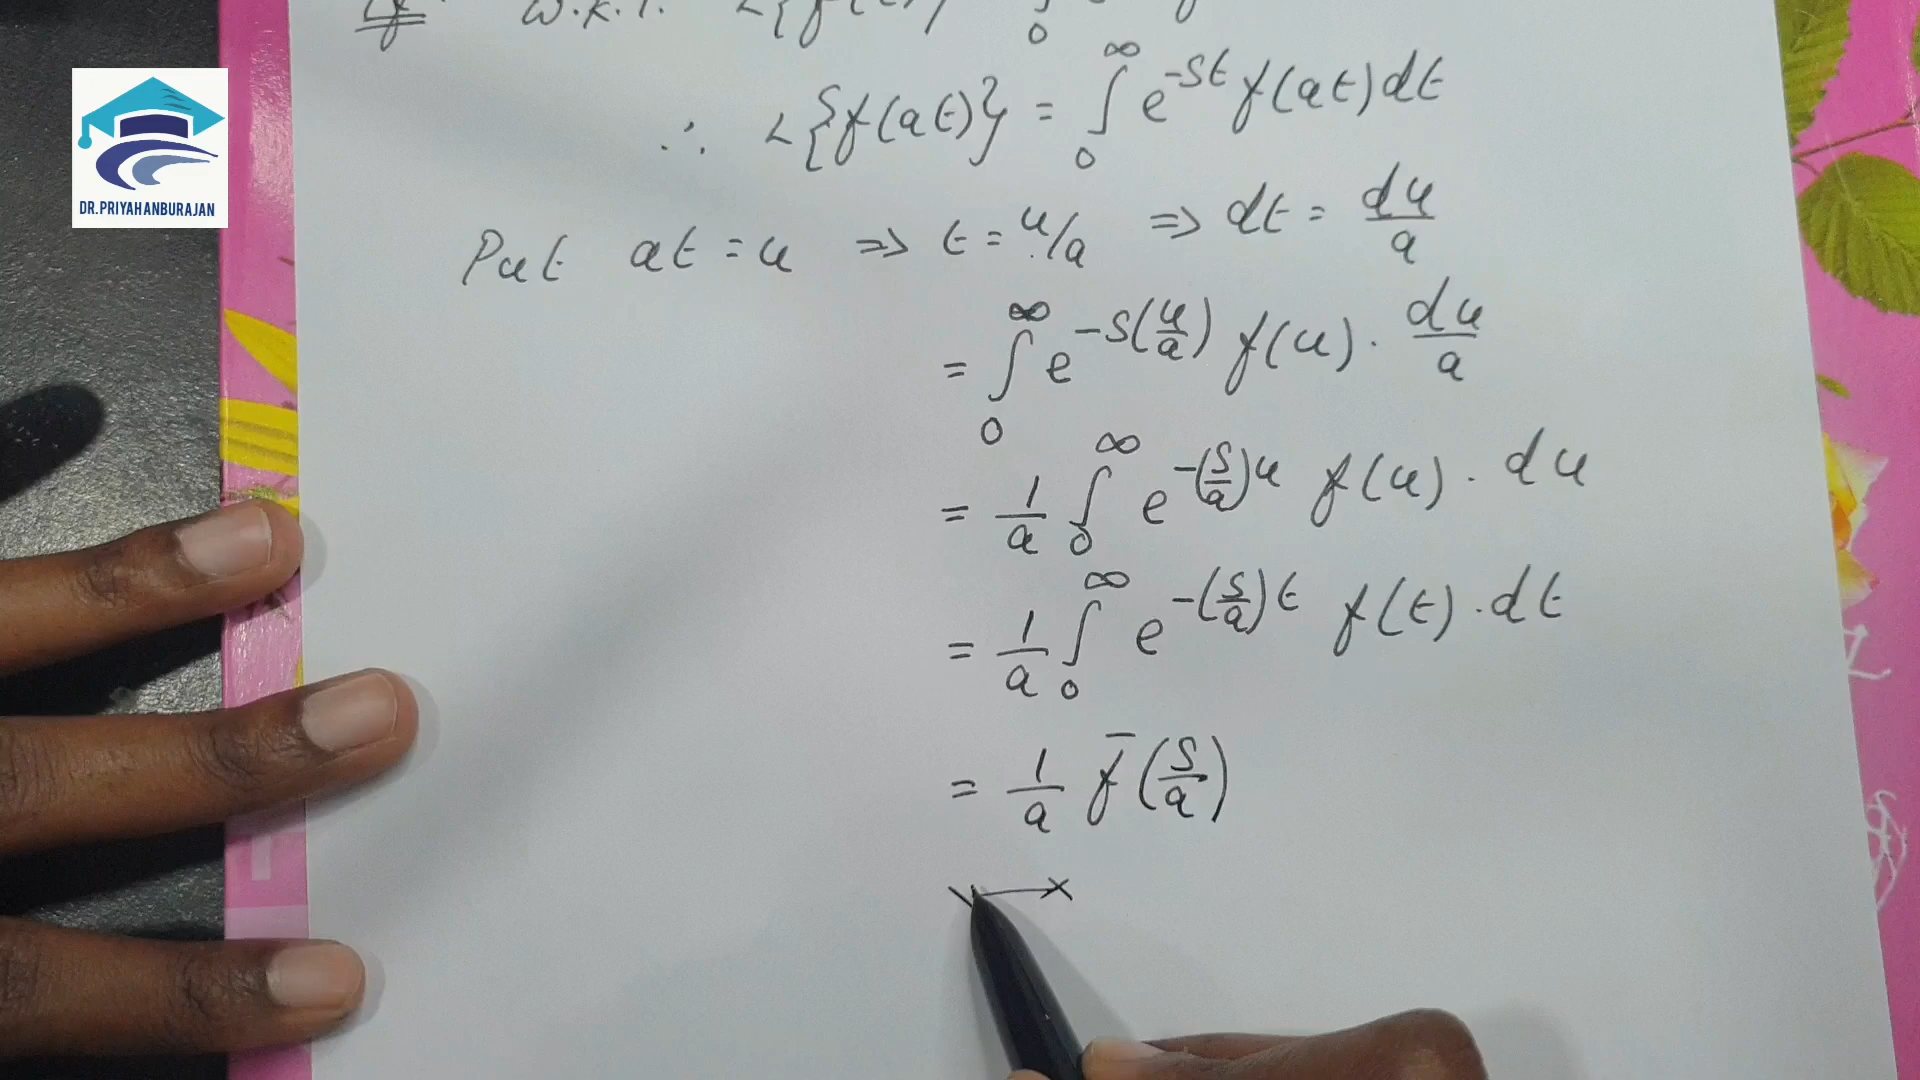 W.K.T. L{f(t)
∴ L{f(at)} = ∫₀^∞ e^{-st} f(at) dt
Put at = u ⇒ t = u/a ⇒ dt = du/a
= ∫₀^∞ e^{-s(u/a)} f(u) · du/a
= 1/a ∫₀^∞ e^{-(s/a)u} f(u) · du
= 1/a ∫₀^∞ e^{-(s/a)t} f(t) · dt
= 1/a f̄(s/a)
DR.PRIYAHANBURAJAN